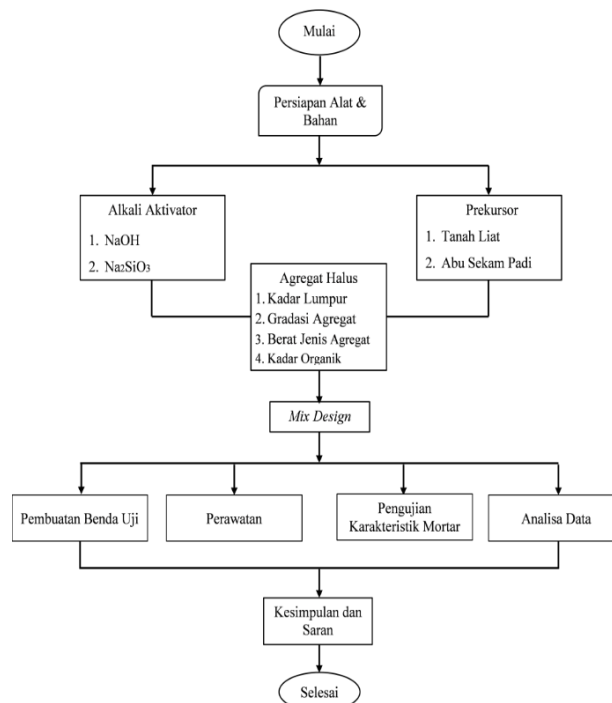 Mulai
Persiapan Alat &
Bahan
Alkali Aktivator
1. NaOH
2. Na₂SiO₃
Prekursor
1. Tanah Liat
2. Abu Sekam Padi
Agregat Halus
1. Kadar Lumpur
2. Gradasi Agregat
3. Berat Jenis Agregat
4. Kadar Organik
Mix Design
Pembuatan Benda Uji
Perawatan
Pengujian
Karakteristik Mortar
Analisa Data
Kesimpulan dan
Saran
Selesai